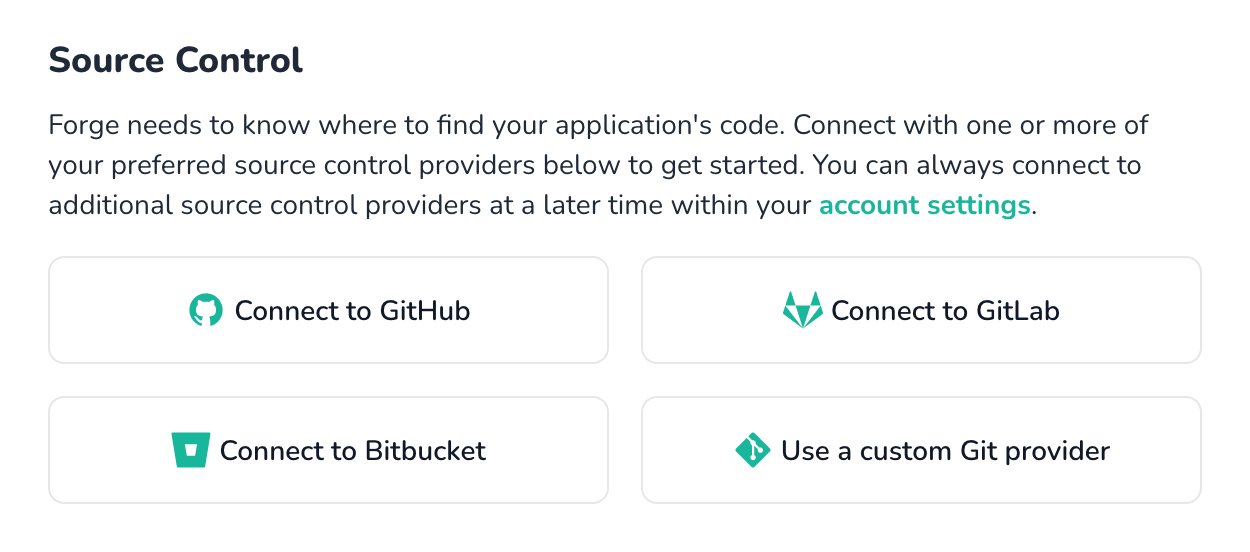 Source Control
Forge needs to know where to find your application's code. Connect with one or more of
your preferred source control providers below to get started. You can always connect to
additional source control providers at a later time within your account settings.
Connect to GitHub
Connect to GitLab
Connect to Bitbucket
Use a custom Git provider